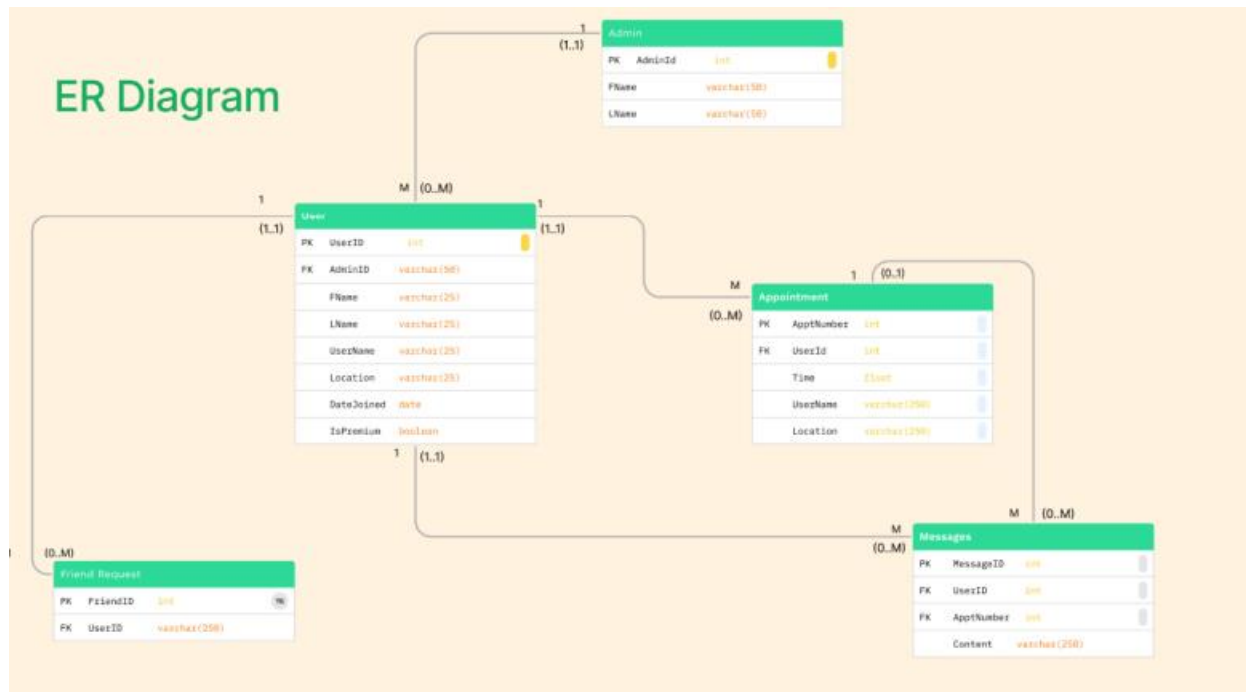 ER Diagram
1
(1..1)
Admin
PK AdminId int
FName varchar(50)
LName varchar(50)
M (0..M)
1
(1..1)
User
PK UserID int
FK AdminID varchar(50)
FName varchar(25)
LName varchar(25)
UserName varchar(25)
Location varchar(25)
DateJoined date
IsPremium boolean
1
(1..1)
M
(0..M)
1 (0..1)
Appointment
PK ApptNumber int
FK UserId int
Time float
UserName varchar(250)
Location varchar(250)
1 (1..1)
M
(0..M)
M (0..M)
Messages
PK MessageID int
FK UserID int
FK ApptNumber int
Content varchar(250)
(0..M)
Friend Request
PK FriendID int
FK UserID varchar(250)